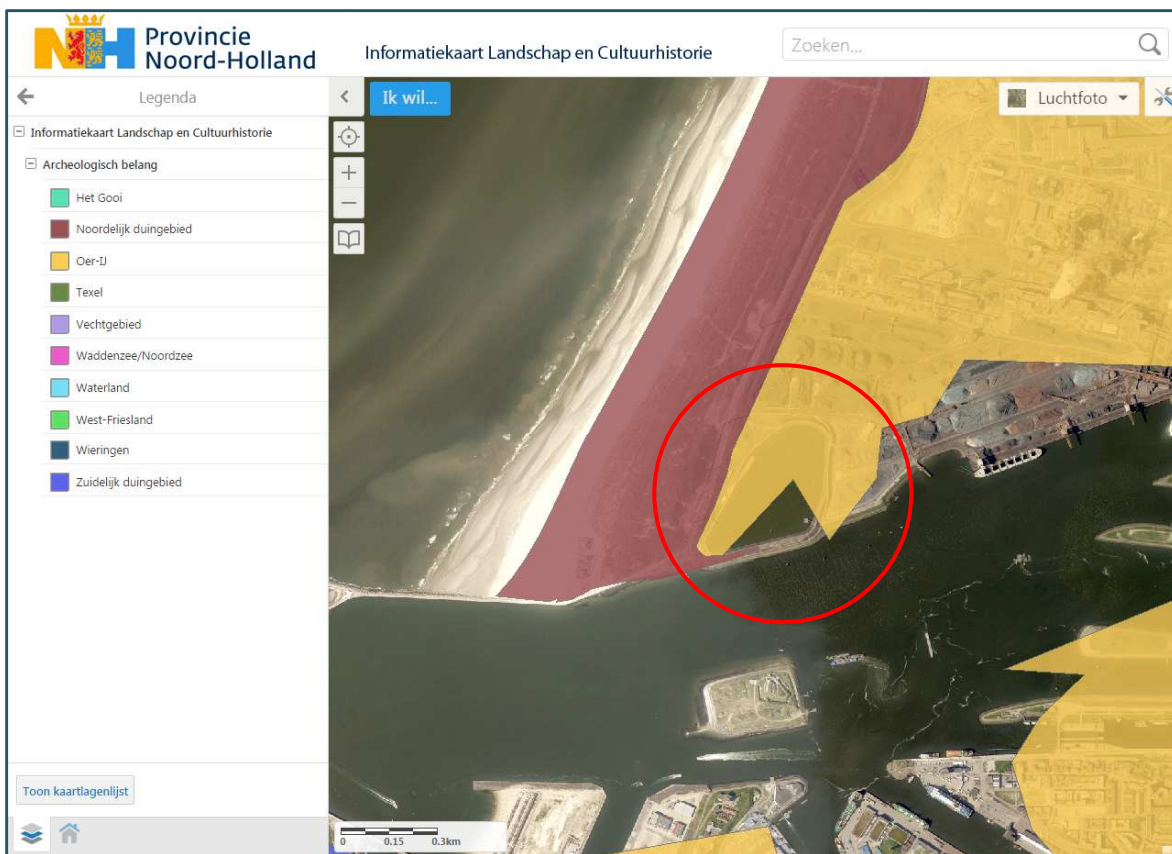 NH
Provincie
Noord-Holland
Informatiekaart Landschap en Cultuurhistorie
Zoeken...
Legenda
Ik wil...
Luchtfoto
Informatiekaart Landschap en Cultuurhistorie
Archeologisch belang
Het Gooi
Noordelijk duingebied
Oer-IJ
Texel
Vechtgebied
Waddenzee/Noordzee
Waterland
West-Friesland
Wieringen
Zuidelijk duingebied
Toon kaartlagenlijst
0 0.15 0.3km